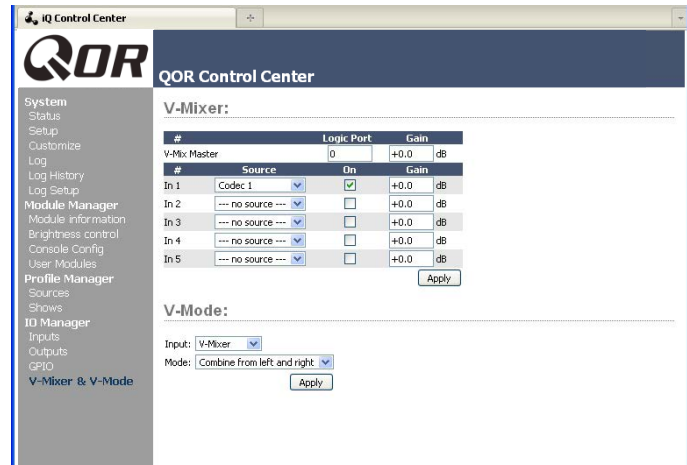 iQ Control Center
QOR
QOR Control Center
System
Status
Setup
Customize
Log
Log History
Log Setup
Module Manager
Module information
Brightness control
Console Config
User Modules
Profile Manager
Sources
Shows
IO Manager
Inputs
Outputs
GPIO
V-Mixer & V-Mode
V-Mixer:
# Logic Port Gain
V-Mix Master 0 +0.0 dB
# Source On Gain
In 1 Codec 1 +0.0 dB
In 2 --- no source --- +0.0 dB
In 3 --- no source --- +0.0 dB
In 4 --- no source --- +0.0 dB
In 5 --- no source --- +0.0 dB
Apply
V-Mode:
Input: V-Mixer
Mode: Combine from left and right
Apply